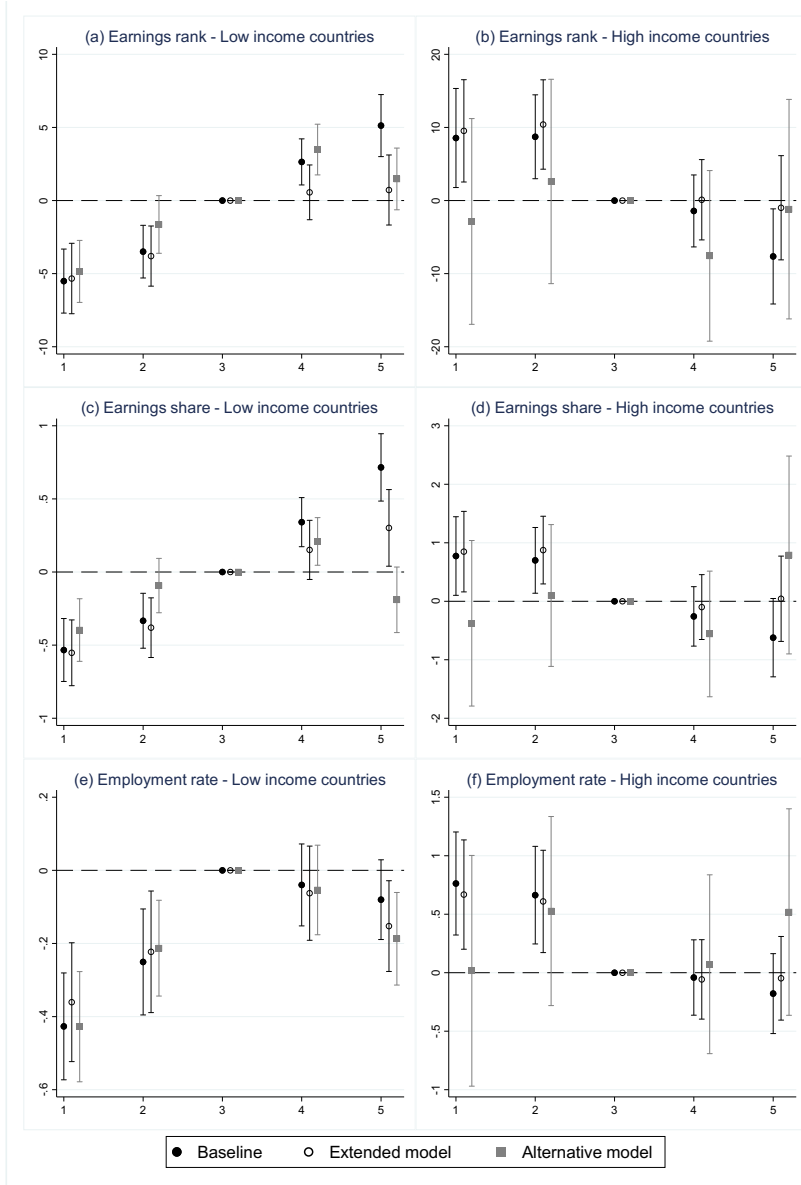 (a) Earnings rank - Low income countries
10
5
0
-5
-10
1 2 3 4 5
(b) Earnings rank - High income countries
20
10
0
-10
-20
1 2 3 4 5
(c) Earnings share - Low income countries
1
.5
0
-.5
-1
1 2 3 4 5
(d) Earnings share - High income countries
3
2
1
0
-1
-2
1 2 3 4 5
(e) Employment rate - Low income countries
.2
0
-.2
-.4
-.6
1 2 3 4 5
(f) Employment rate - High income countries
1.5
1
.5
0
-.5
-1
1 2 3 4 5
Baseline Extended model Alternative model